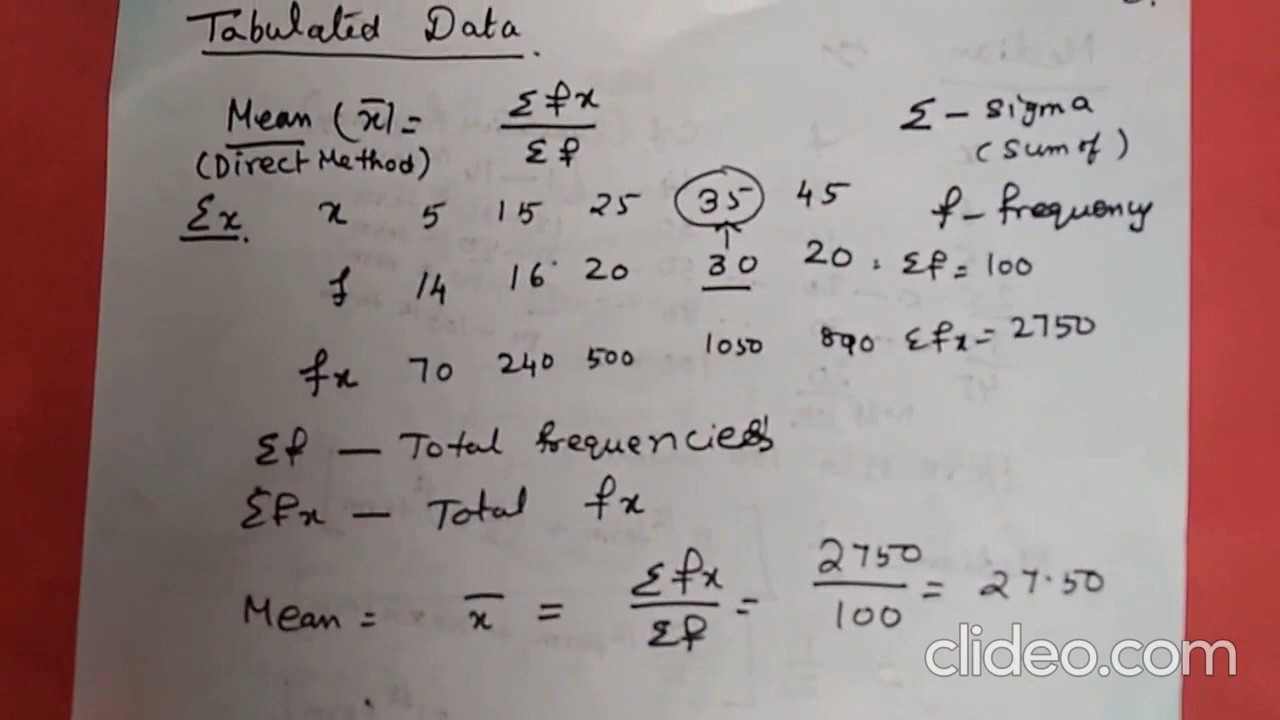 Tabulated Data.
Mean (x̄) = Σfx / Σf
Σ - sigma
(Direct Method)
(sum of)
Ex. x 5 15 25 35 45 f - frequency
f 14 16 20 30 20. Σf = 100
fx 70 240 500 1050 890 Σfx = 2750
Σf — Total frequencies
Σfx — Total fx
Mean = x̄ = Σfx / Σf = 2750 / 100 = 27.50
clideo.com